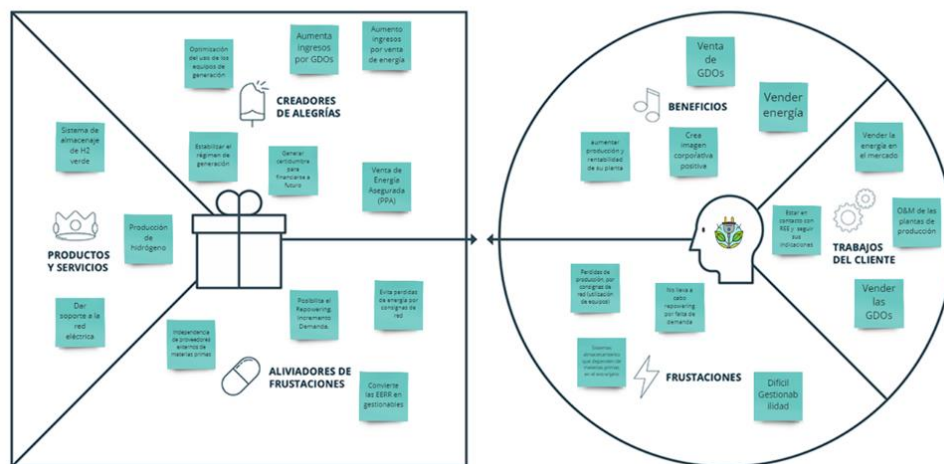 Optimización
del uso de los
equipos de
generación
Aumenta
ingresos
por GDOs
Aumento
ingresos
por venta
de energía
CREADORES
DE ALEGRÍAS
Estabilizar el
régimen de
generación
Generar
certidumbre
para
financiarse a
futuro
Venta de
Energía
Asegurada
(PPA)
Sistema de
almacenaje
de H2
verde
PRODUCTOS
Y SERVICIOS
Producción
de
hidrógeno
Dar
soporte a la
red
eléctrica
Independencia
de proveedores
externos de
materias primas
Posibilita el
Repowering.
Incremento
Demanda.
Evita perdidas
de energía por
consignas de
red
ALIVIADORES DE
FRUSTACIONES
Convierte
las EERR en
gestionables
Venta
de
GDOs
BENEFICIOS
Vender
energía
aumentar
producción y
rentabilidad
de su planta
Crea
imagen
corporativa
positive
Vender la
energía en el
mercado
Estar en
contacto con
REE y seguir
sus
indicaciones
O&M de las
plantas de
producción
TRABAJOS
DEL CLIENTE
Vender
las
GDOs
Perdidas de
producción, por
consignas de
red (utilización
de equipos)
No lleva a
cabo
repowering
por falta de
demanda
materias primas
FRUSTACIONES
Difícil
Gestionab
ilidad